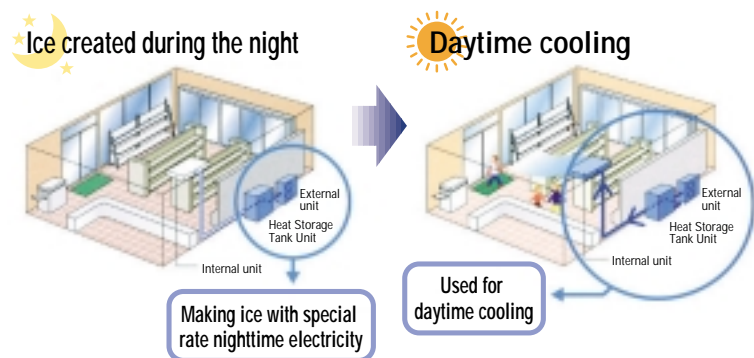 Ice created during the night
Daytime cooling
External
unit
Heat Storage
Tank Unit
Internal unit
Making ice with special
rate nighttime electricity
External
unit
Heat Storage
Tank Unit
Internal unit
Used for
daytime cooling